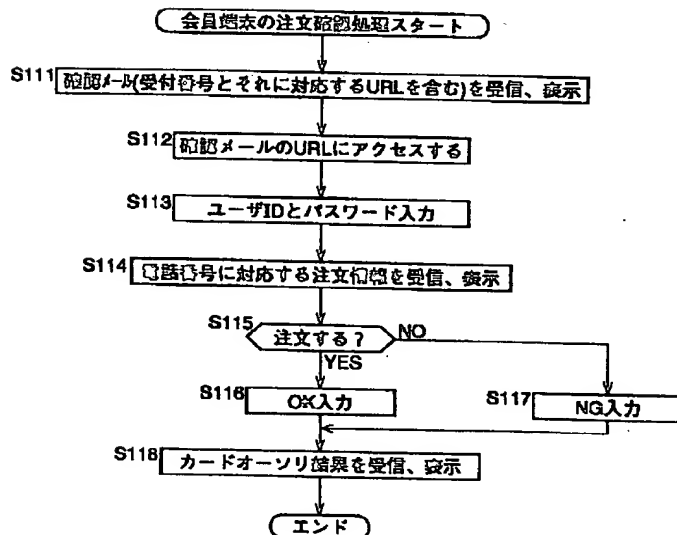 会員端末の注文確認処理スタート
S111 確認メール(受付番号とそれに対応するURLを含む)を受信、表示
S112 確認メールのURLにアクセスする
S113 ユーザIDとパスワード入力
S114 電話番号に対応する注文情報を受信、表示
S115 注文する?
NO
YES
S116 OK入力
S117 NG入力
S118 カードオーソリ結果を受信、表示
エンド